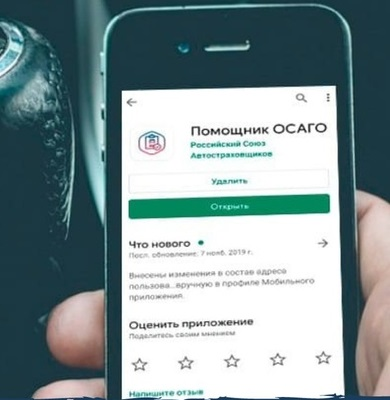 Помощник ОСАГО
Российский Союз
Автостраховщиков
Удалить
Открыть
Что нового
Посл. обновление: 7 нояб. 2019 г.
Внесены изменения в состав адреса
пользова...вручную в профиле Мобильного
приложения.
Оценить приложение
Поделитесь своим мнением
Напишите отзыв